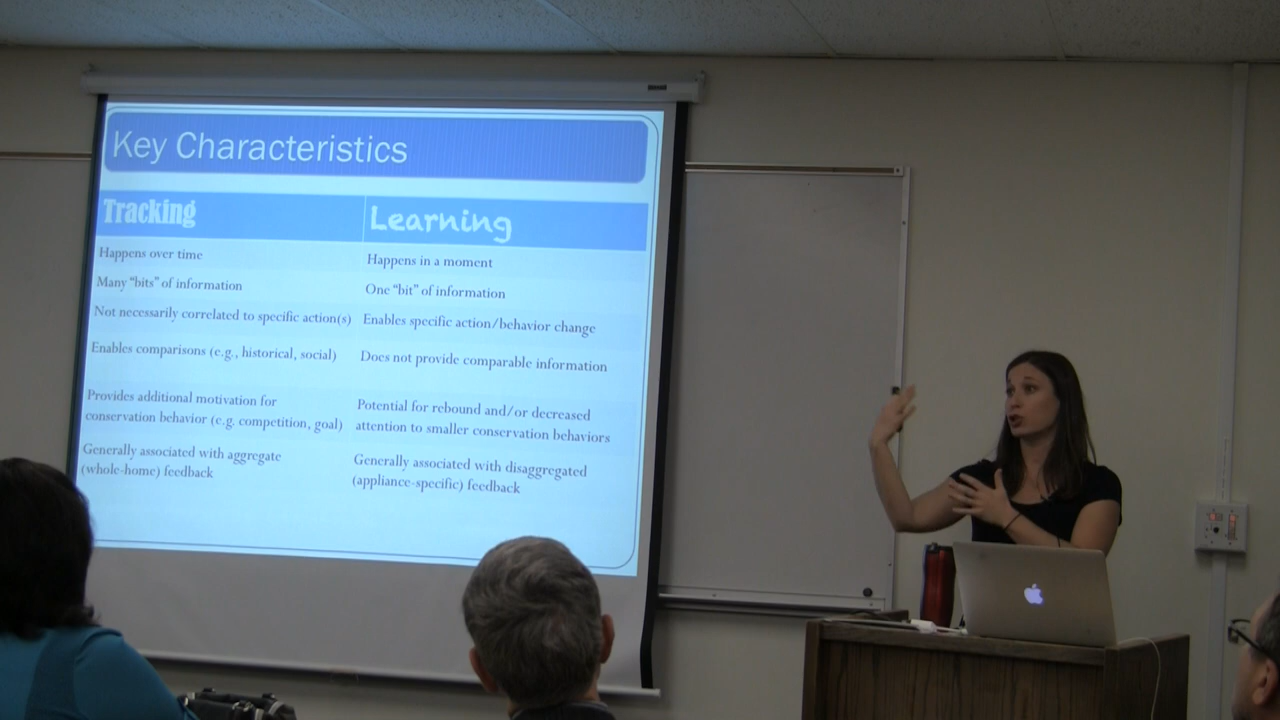 Key Characteristics
Tracking
Learning
Happens over time
Happens in a moment
Many “bits” of information
One “bit” of information
Not necessarily correlated to specific action(s)
Enables specific action/behavior change
Enables comparisons (e.g., historical, social)
Does not provide comparable information
Provides additional motivation for
conservation behavior (e.g. competition, goal)
Potential for rebound and/or decreased
attention to smaller conservation behaviors
Generally associated with aggregate
(whole-home) feedback
Generally associated with disaggregated
(appliance-specific) feedback